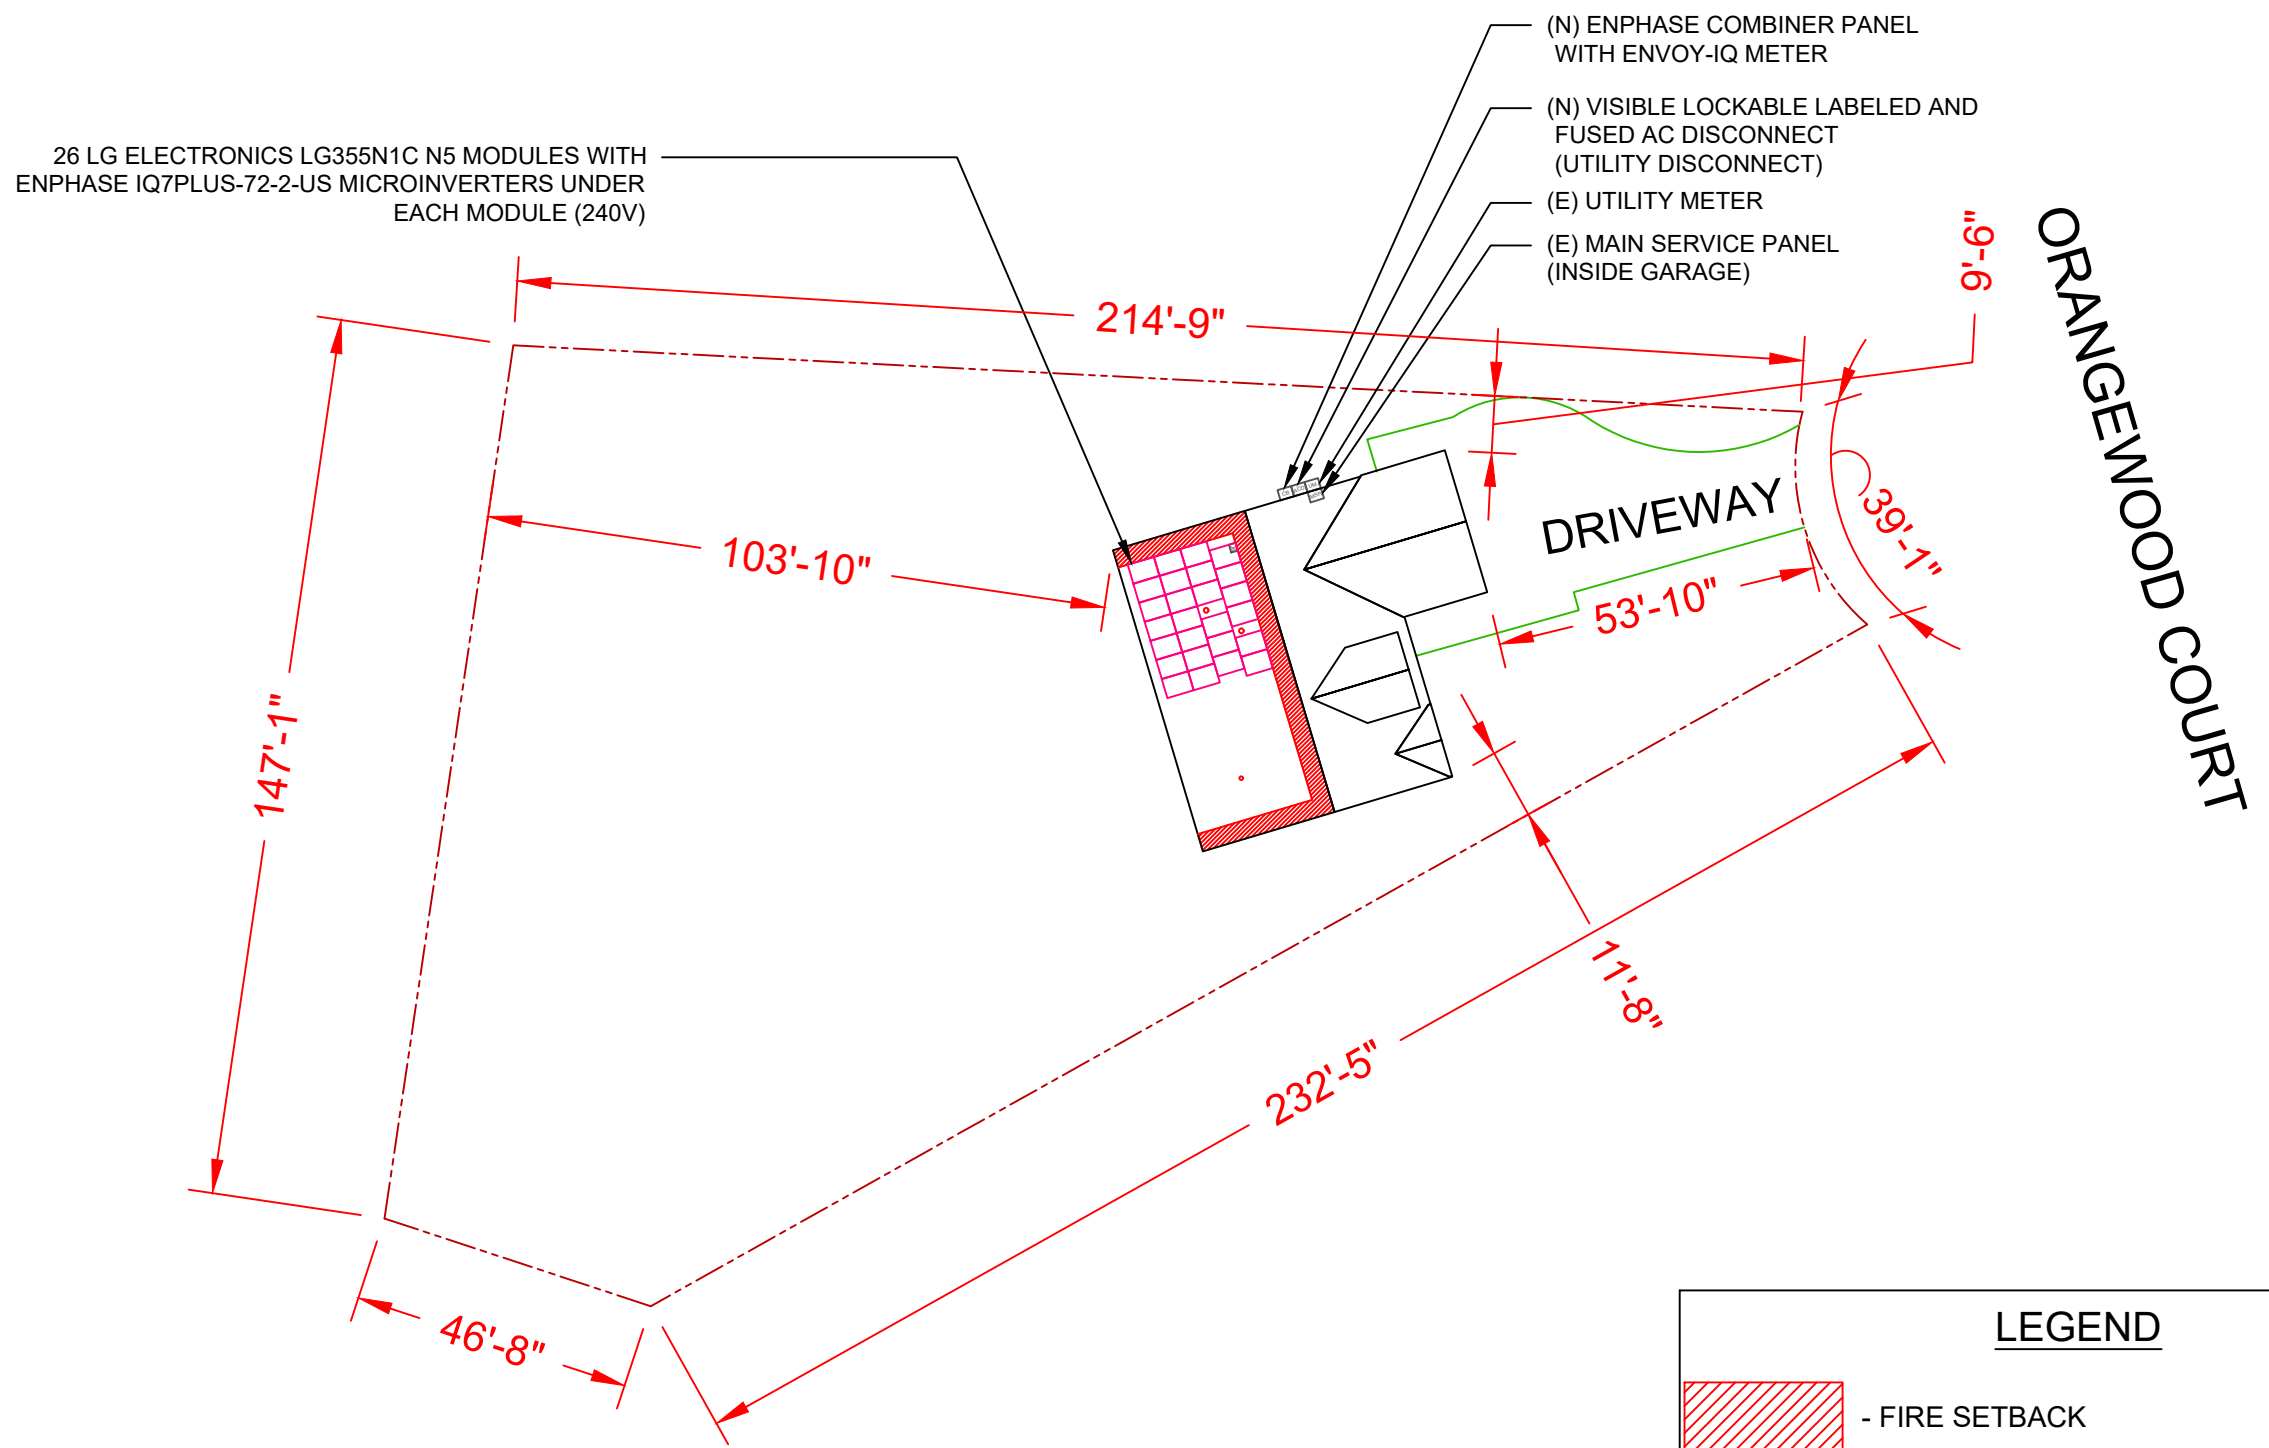 (N) ENPHASE COMBINER PANEL
WITH ENVOY-IQ METER
(N) VISIBLE LOCKABLE LABELED AND
FUSED AC DISCONNECT
(UTILITY DISCONNECT)
26 LG ELECTRONICS LG355N1C N5 MODULES WITH
ENPHASE IQ7PLUS-72-2-US MICROINVERTERS UNDER
EACH MODULE (240V)
(E) UTILITY METER
(E) MAIN SERVICE PANEL
(INSIDE GARAGE)
9'-6"
ORANGEWOOD COURT
214'-9"
DRIVEWAY
39'-1"
103'-10"
53'-10"
147'-1"
11'-8"
232'-5"
46'-8"
LEGEND
- FIRE SETBACK